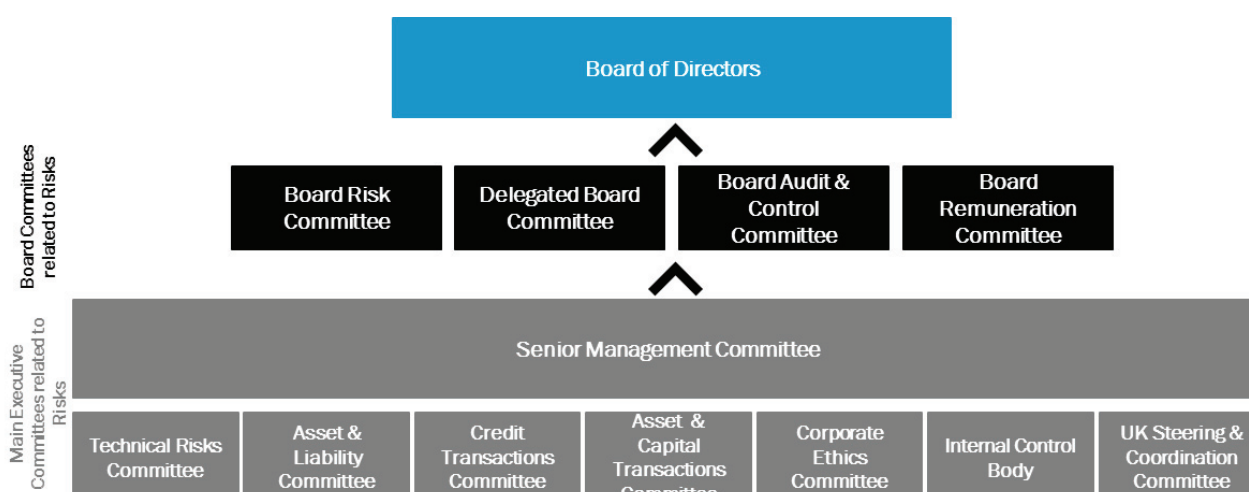 Board of Directors
Board Committees
related to Risks
Board Risk
Committee
Delegated Board
Committee
Board Audit &
Control
Committee
Board
Remuneration
Committee
Main Executive
Committees related to
Risks
Senior Management Committee
Technical Risks
Committee
Asset &
Liability
Committee
Credit
Transactions
Committee
Asset &
Capital
Transactions
Committee
Corporate
Ethics
Committee
Internal Control
Body
UK Steering &
Coordination
Committee